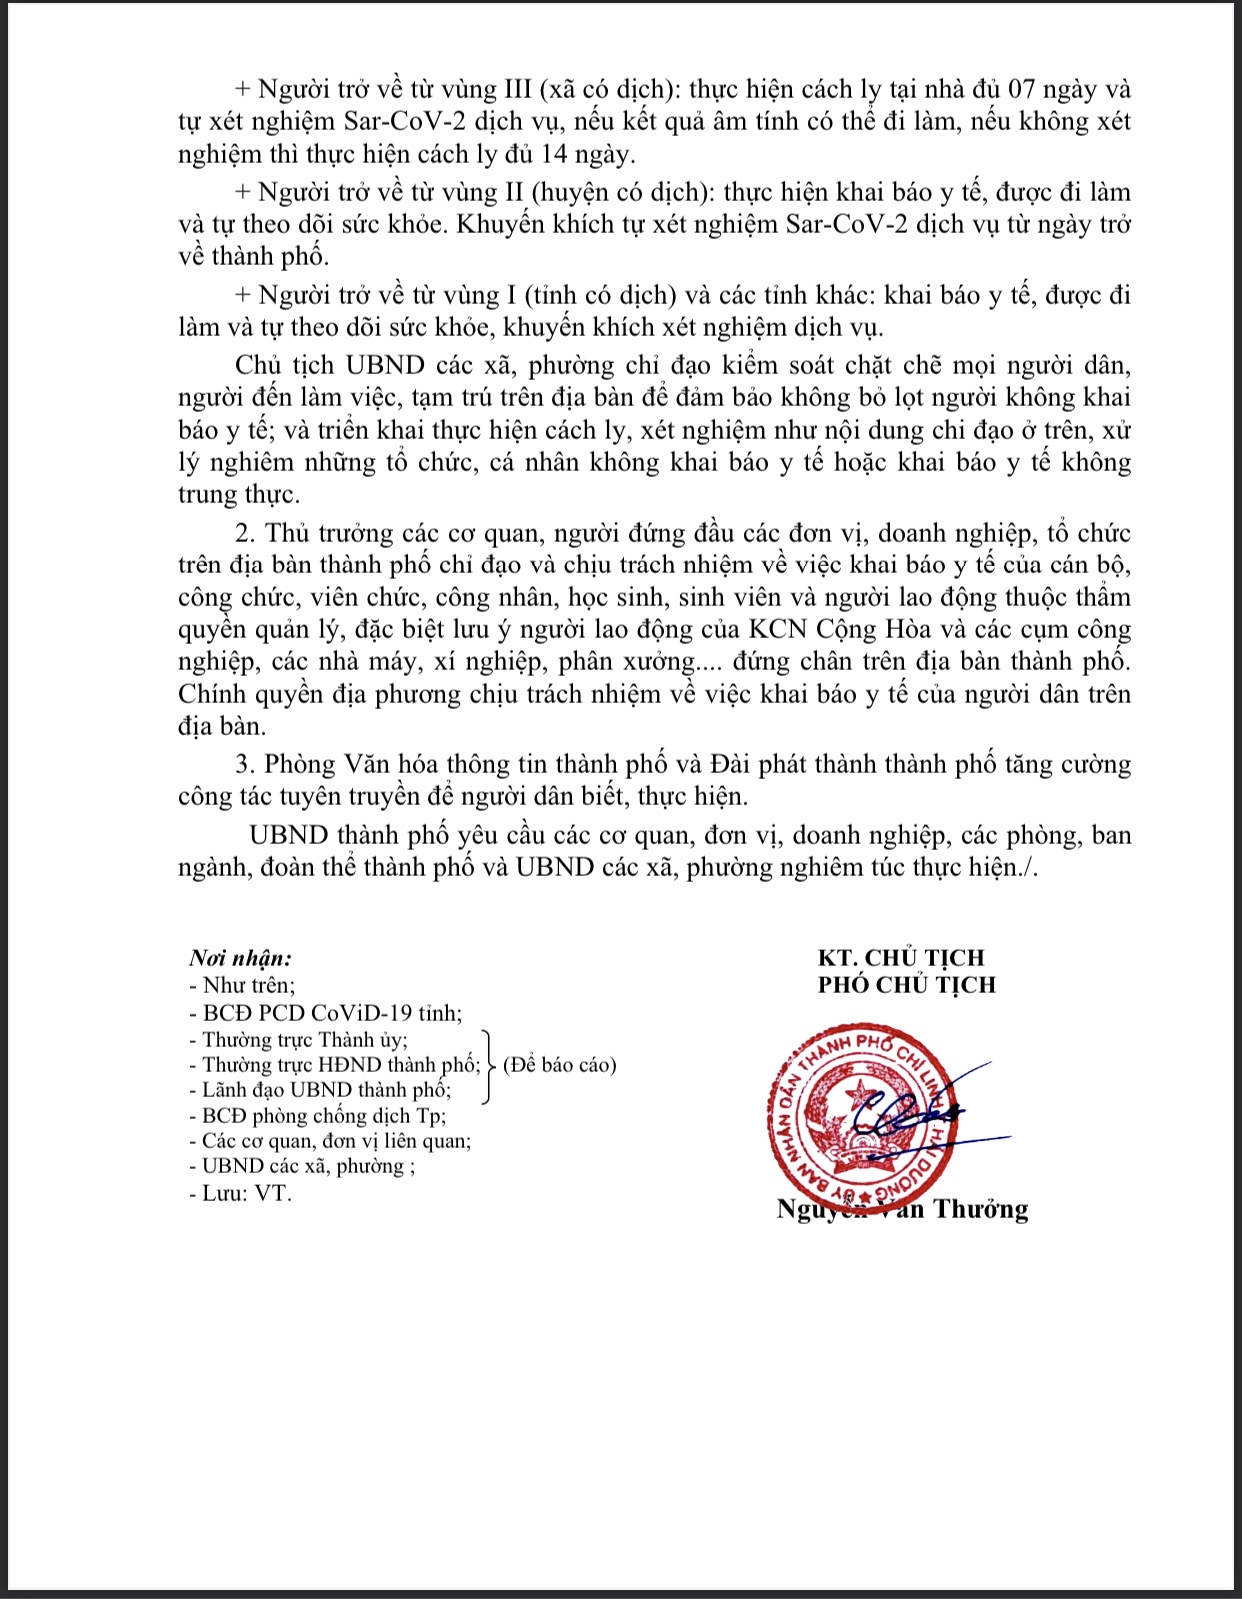 + Người trở về từ vùng III (xã có dịch): thực hiện cách ly tại nhà đủ 07 ngày và
tự xét nghiệm Sar-CoV-2 dịch vụ, nếu kết quả âm tính có thể đi làm, nếu không xét
nghiệm thì thực hiện cách ly đủ 14 ngày.
+ Người trở về từ vùng II (huyện có dịch): thực hiện khai báo y tế, được đi làm
và tự theo dõi sức khỏe. Khuyến khích tự xét nghiệm Sar-CoV-2 dịch vụ từ ngày trở
về thành phố.
+ Người trở về từ vùng I (tỉnh có dịch) và các tỉnh khác: khai báo y tế, được đi
làm và tự theo dõi sức khỏe, khuyến khích xét nghiệm dịch vụ.
Chủ tịch UBND các xã, phường chỉ đạo kiểm soát chặt chẽ mọi người dân,
người đến làm việc, tạm trú trên địa bàn để đảm bảo không bỏ lọt người không khai
báo y tế; và triển khai thực hiện cách ly, xét nghiệm như nội dung chi đạo ở trên, xử
lý nghiêm những tổ chức, cá nhân không khai báo y tế hoặc khai báo y tế không
trung thực.
2. Thủ trưởng các cơ quan, người đứng đầu các đơn vị, doanh nghiệp, tổ chức
trên địa bàn thành phố chỉ đạo và chịu trách nhiệm về việc khai báo y tế của cán bộ,
công chức, viên chức, công nhân, học sinh, sinh viên và người lao động thuộc thẩm
quyền quản lý, đặc biệt lưu ý người lao động của KCN Cộng Hòa và các cụm công
nghiệp, các nhà máy, xí nghiệp, phân xưởng.... đứng chân trên địa bàn thành phố.
Chính quyền địa phương chịu trách nhiệm về việc khai báo y tế của người dân trên
địa bàn.
3. Phòng Văn hóa thông tin thành phố và Đài phát thành thành phố tăng cường
công tác tuyên truyền để người dân biết, thực hiện.
UBND thành phố yêu cầu các cơ quan, đơn vị, doanh nghiệp, các phòng, ban
ngành, đoàn thể thành phố và UBND các xã, phường nghiêm túc thực hiện./.
Nơi nhận:
- Như trên;
- BCĐ PCD CoViD-19 tỉnh;
- Thường trực Thành ủy;
- Thường trực HĐND thành phố; (Để báo cáo)
- Lãnh đạo UBND thành phố;
- BCĐ phòng chống dịch Tp;
- Các cơ quan, đơn vị liên quan;
- UBND các xã, phường ;
- Lưu: VT.
KT. CHỦ TỊCH
PHÓ CHỦ TỊCH
ỦY BAN NHÂN DÂN THÀNH PHỐ CHÍ LINH
T. HẢI DƯƠNG
Nguyễn Văn Thưởng